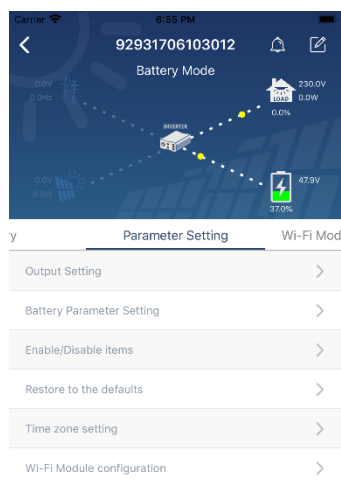 Carrier 6:55 PM
92931706103012
Battery Mode
0.0V
0.0Hz
230.0V
LOAD 0.0W
0.0%
INVERTER
0.0V
0.0W
47.9V
37.0%
y Parameter Setting Wi-Fi Mod
Output Setting
Battery Parameter Setting
Enable/Disable items
Restore to the defaults
Time zone setting
Wi-Fi Module configuration